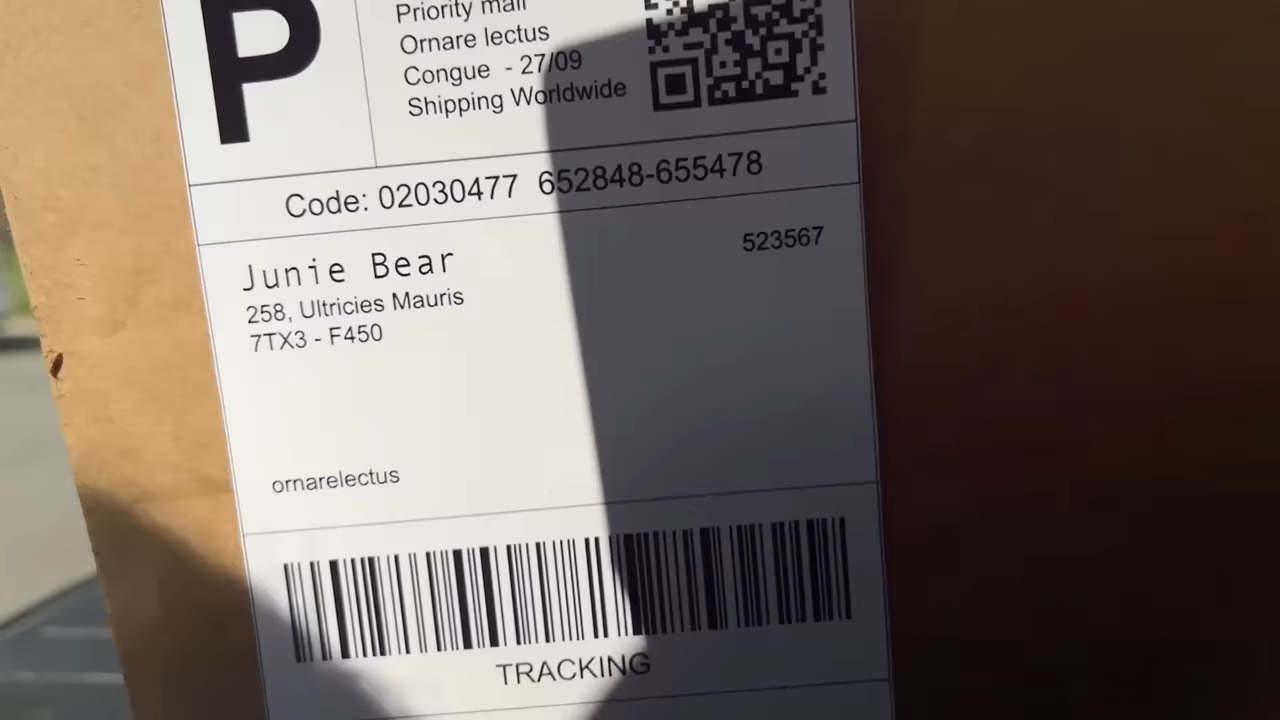 P
Priority mail
Ornare lectus
Congue - 27/09
Shipping Worldwide
Code: 02030477 652848-655478
523567
Junie Bear
258, Ultricies Mauris
7TX3 - F450
ornarelectus
TRACKING